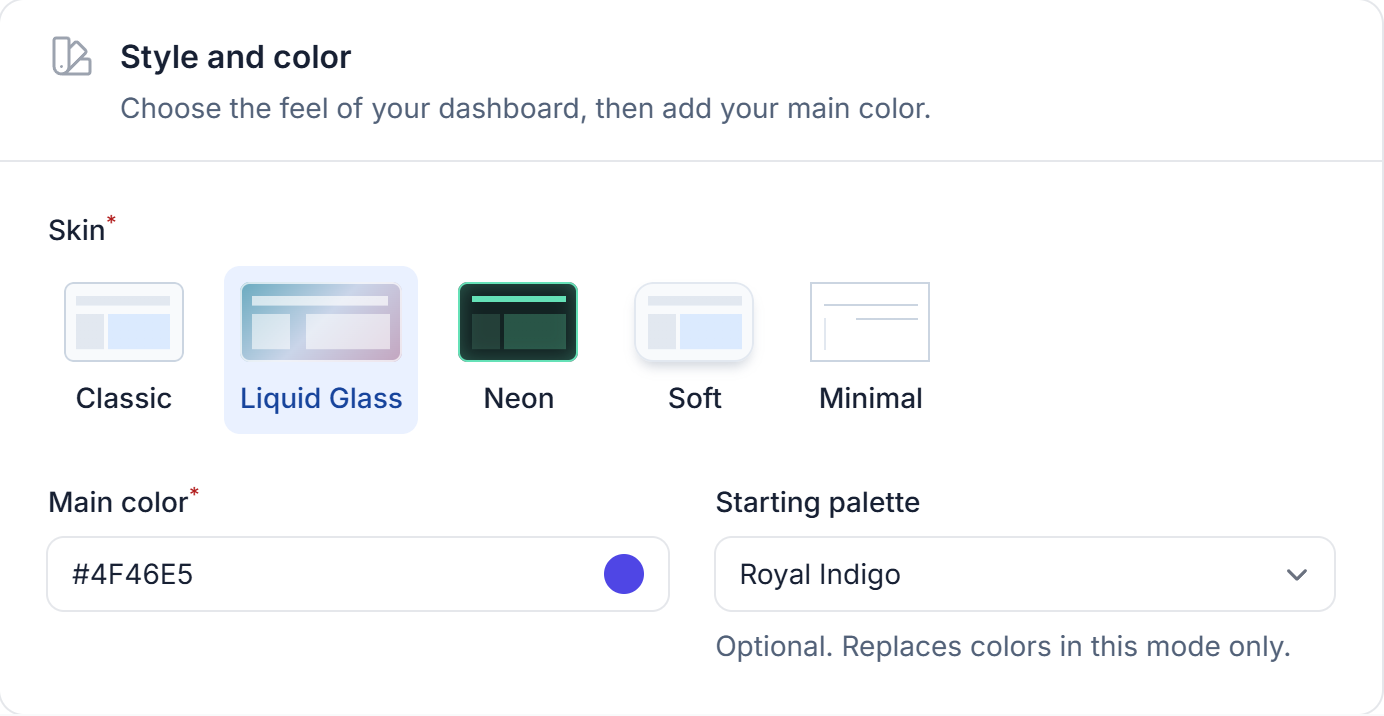 Style and color
Choose the feel of your dashboard, then add your main color.
Skin*
Classic
Liquid Glass
Neon
Soft
Minimal
Main color*
Starting palette
#4F46E5
Royal Indigo
Optional. Replaces colors in this mode only.